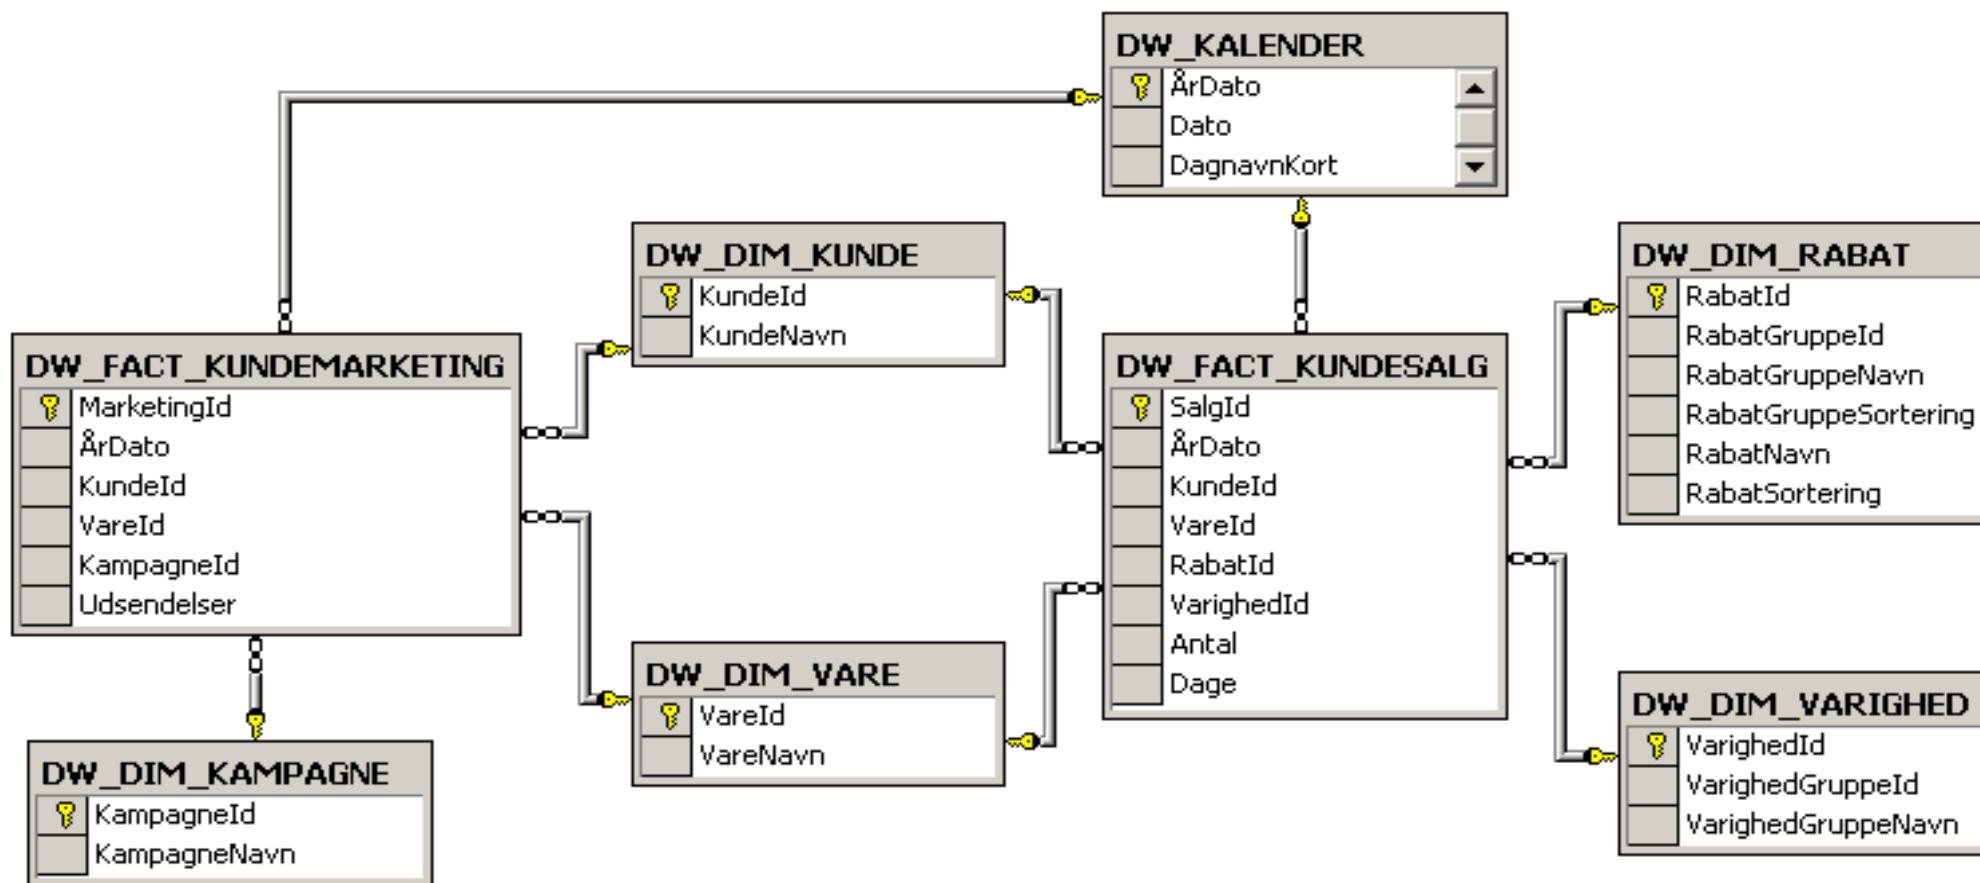 DW_KALENDER
ÅrDato
Dato
DagnavnKort
DW_DIM_KUNDE
KundeId
KundeNavn
DW_DIM_RABAT
RabatId
RabatGruppeId
RabatGruppeNavn
RabatGruppeSortering
RabatNavn
RabatSortering
DW_FACT_KUNDEMARKETING
MarketingId
ÅrDato
KundeId
VareId
KampagneId
Udsendelser
DW_FACT_KUNDESALG
SalgId
ÅrDato
KundeId
VareId
RabatId
VarighedId
Antal
Dage
DW_DIM_VARE
VareId
VareNavn
DW_DIM_VARIGHED
VarighedId
VarighedGruppeId
VarighedGruppeNavn
DW_DIM_KAMPAGNE
KampagneId
KampagneNavn